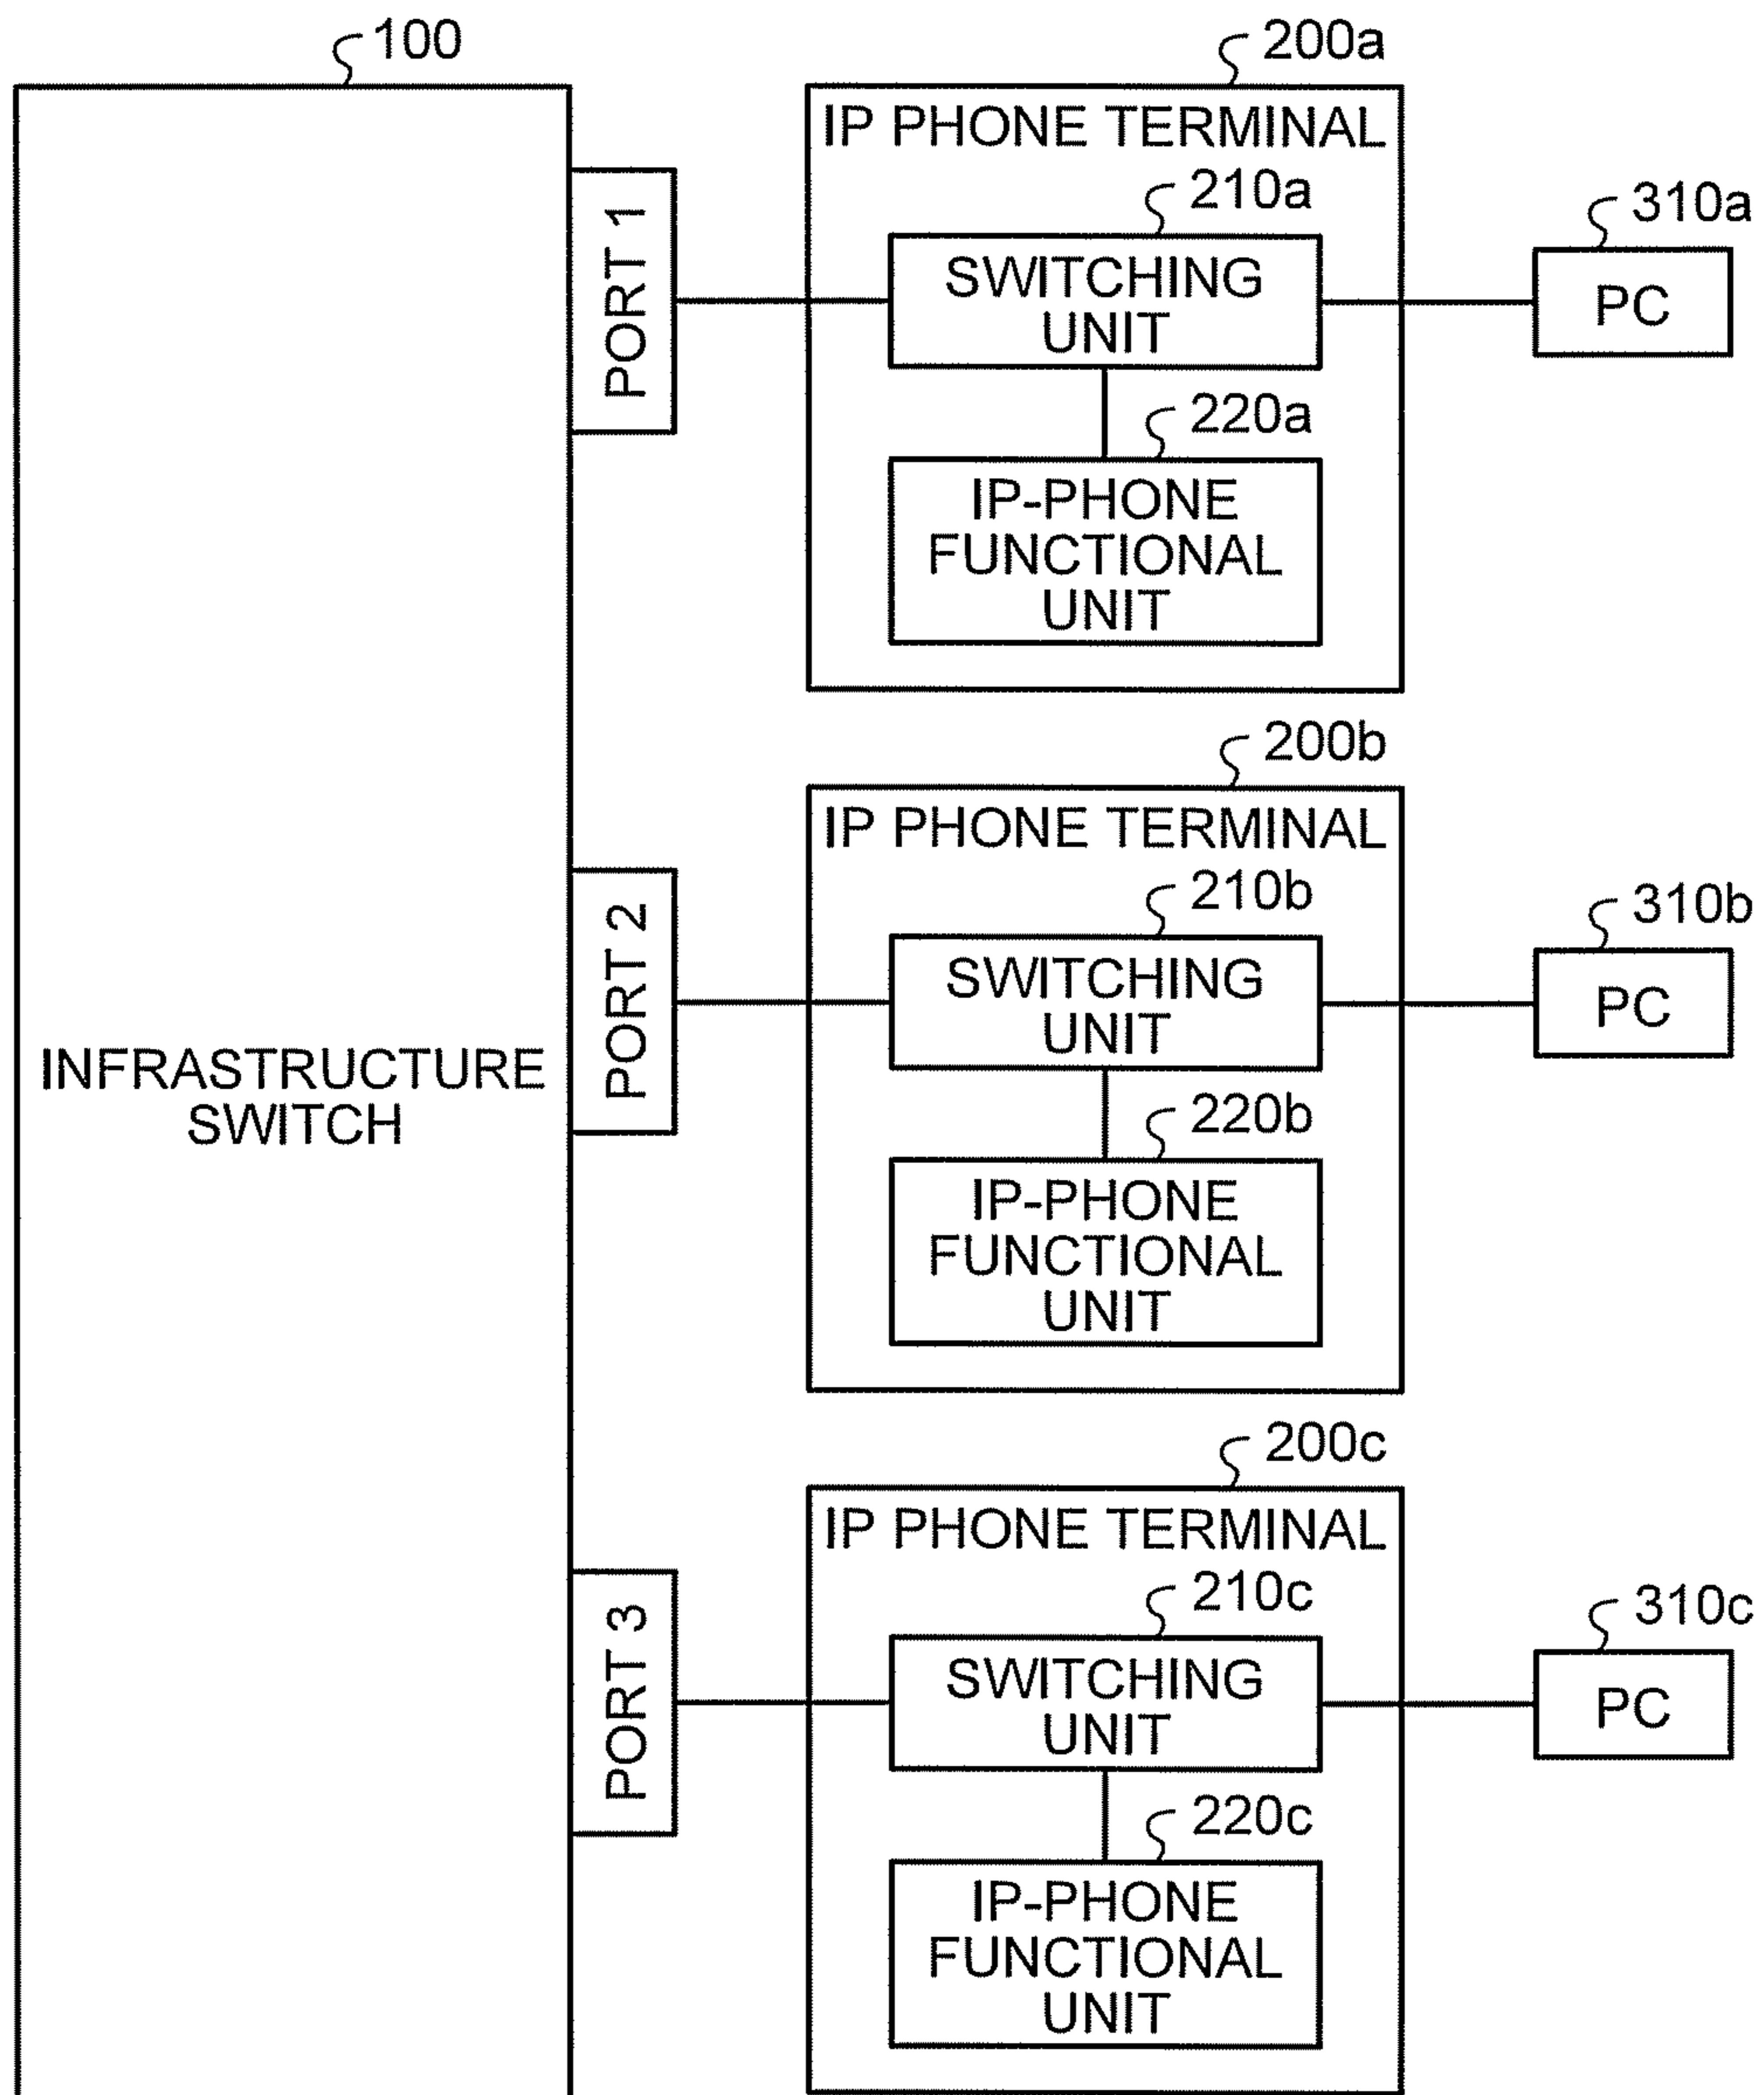 100
INFRASTRUCTURE
SWITCH
PORT 1
200a
IP PHONE TERMINAL
210a
SWITCHING
UNIT
220a
IP-PHONE
FUNCTIONAL
UNIT
310a
PC
PORT 2
200b
IP PHONE TERMINAL
210b
SWITCHING
UNIT
220b
IP-PHONE
FUNCTIONAL
UNIT
310b
PC
PORT 3
200c
IP PHONE TERMINAL
210c
SWITCHING
UNIT
220c
IP-PHONE
FUNCTIONAL
UNIT
310c
PC